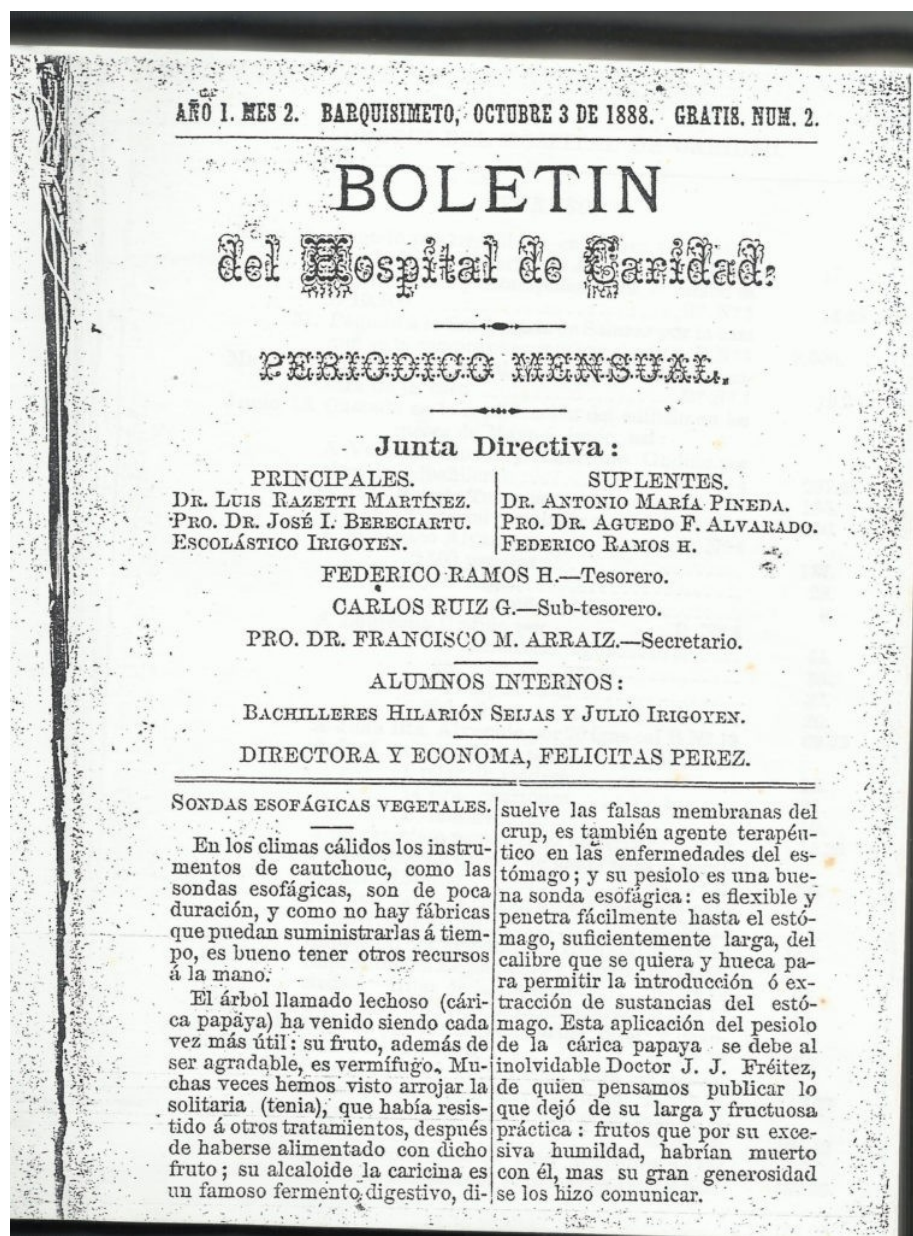 AÑO 1. MES 2. BARQUISIMETO, OCTUBRE 3 DE 1888. GRATIS. NUM. 2.
BOLETIN
del Hospital de Caridad.
PERIODICO MENSUAL.
Junta Directiva:
PRINCIPALES.
DR. LUIS RAZETTI MARTÍNEZ.
PRO. DR. JOSÉ I. BERECIARTU.
ESCOLÁSTICO IRIGOYEN.
SUPLENTES.
DR. ANTONIO MARÍA PINEDA.
PRO. DR. AGUEDO F. ALVARADO.
FEDERICO RAMOS H.
FEDERICO RAMOS H.—Tesorero.
CARLOS RUIZ G.—Sub-tesorero.
PRO. DR. FRANCISCO M. ARRAIZ.—Secretario.
ALUMNOS INTERNOS:
BACHILLERES HILARIÓN SEIJAS Y JULIO IRIGOYEN.
DIRECTORA Y ECONOMA, FELICITAS PEREZ.
SONDAS ESOFÁGICAS VEGETALES.
En los climas cálidos los instru-
mentos de cautchouc, como las
sondas esofágicas, son de poca
duración, y como no hay fábricas
que puedan suministrarlas á tiem-
po, es bueno tener otros recursos
á la mano.
El árbol llamado lechoso (cári-
ca papäya) ha venido siendo cada
vez más útil: su fruto, además de
ser agradable, es vermífugo. Mu-
chas veces hemos visto arrojar la
solitaria (tenia), que había resis-
tido á otros tratamientos, después
de haberse alimentado con dicho
fruto; su alcaloide la caricina es
un famoso fermento digestivo, di-
suelve las falsas membranas del
crup, es también agente terapéu-
tico en las enfermedades del es-
tómago; y su pesiolo es una bue-
na sonda esofágica: es flexible y
penetra fácilmente hasta el estó-
mago, suficientemente larga, del
calibre que se quiera y hueca pa-
ra permitir la introducción ó ex-
tracción de sustancias del estó-
mago. Esta aplicación del pesiolo
de la cárica papaya se debe al
inolvidable Doctor J. J. Fréitez,
de quien pensamos publicar lo
que dejó de su larga y fructuosa
práctica: frutos que por su exce-
siva humildad, habrían muerto
con él, mas su gran generosidad
se los hizo comunicar.